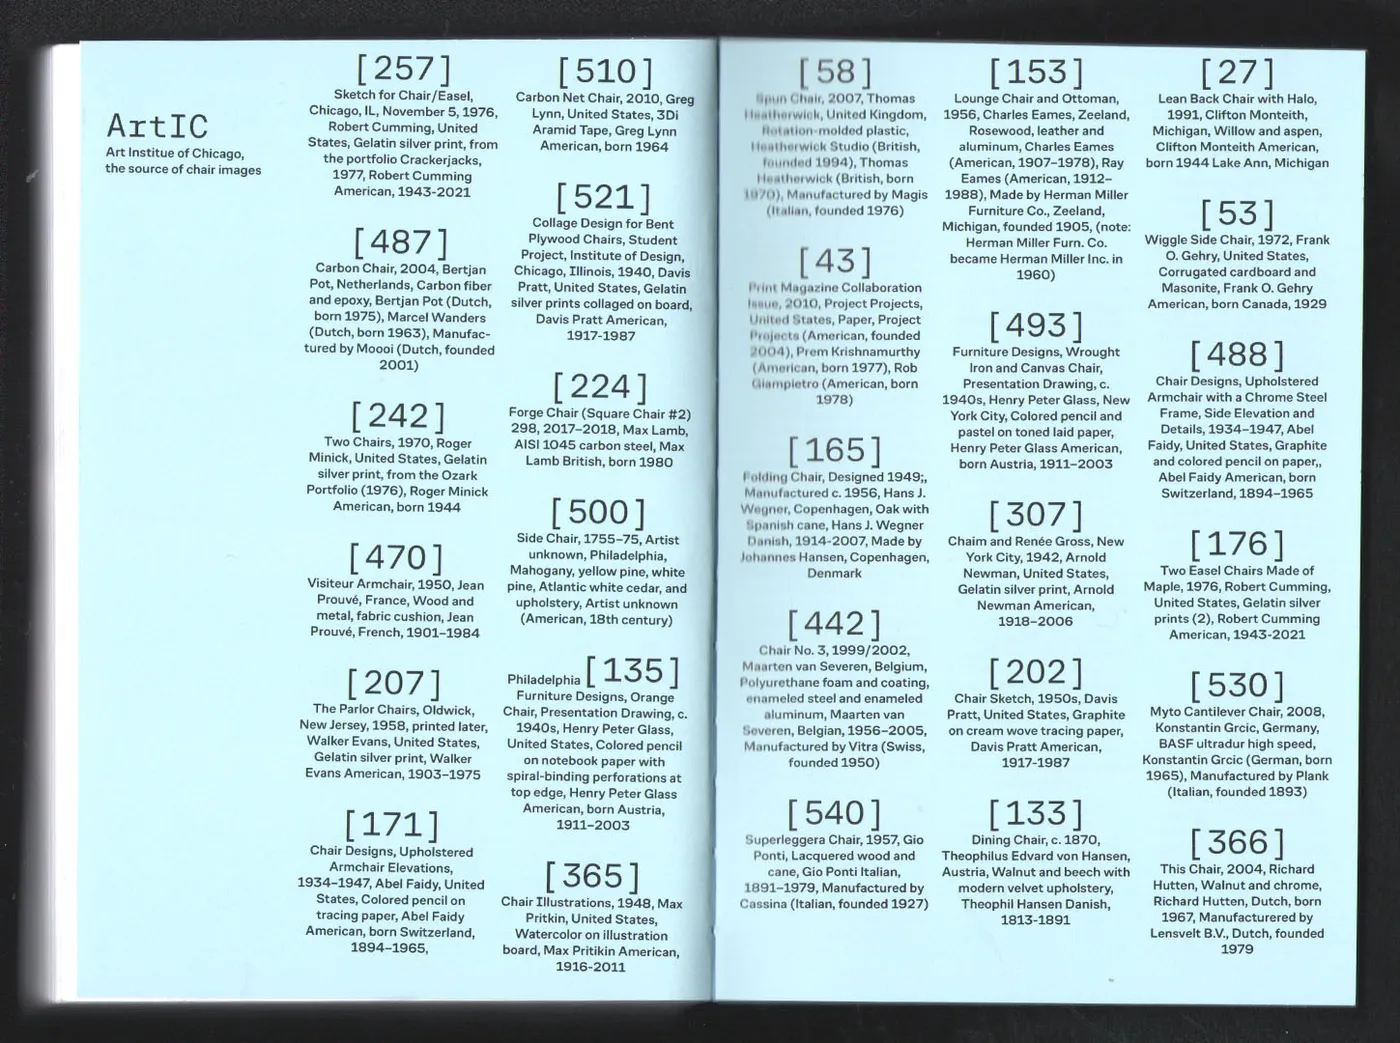 ArtIC
Art Institue of Chicago,
the source of chair images
[257]
Sketch for Chair/Easel,
Chicago, IL, November 5, 1976,
Robert Cumming, United
States, Gelatin silver print, from
the portfolio Crackerjacks,
1977, Robert Cumming
American, 1943-2021
[487]
Carbon Chair, 2004, Bertjan
Pot, Netherlands, Carbon fiber
and epoxy, Bertjan Pot (Dutch,
born 1975), Marcel Wanders
(Dutch, born 1963), Manufac-
tured by Moooi (Dutch, founded
2001)
[242]
Two Chairs, 1970, Roger
Minick, United States, Gelatin
silver print, from the Ozark
Portfolio (1976), Roger Minick
American, born 1944
[470]
Visiteur Armchair, 1950, Jean
Prouvé, France, Wood and
metal, fabric cushion, Jean
Prouvé, French, 1901–1984
[207]
The Parlor Chairs, Oldwick,
New Jersey, 1958, printed later,
Walker Evans, United States,
Gelatin silver print, Walker
Evans American, 1903–1975
[171]
Chair Designs, Upholstered
Armchair Elevations,
1934–1947, Abel Faidy, United
States, Colored pencil on
tracing paper, Abel Faidy
American, born Switzerland,
1894–1965,
[510]
Carbon Net Chair, 2010, Greg
Lynn, United States, 3Di
Aramid Tape, Greg Lynn
American, born 1964
[521]
Collage Design for Bent
Plywood Chairs, Student
Project, Institute of Design,
Chicago, Illinois, 1940, Davis
Pratt, United States, Gelatin
silver prints collaged on board,
Davis Pratt American,
1917-1987
[224]
Forge Chair (Square Chair #2)
298, 2017–2018, Max Lamb,
AISI 1045 carbon steel, Max
Lamb British, born 1980
[500]
Side Chair, 1755–75, Artist
unknown, Philadelphia,
Mahogany, yellow pine, white
pine, Atlantic white cedar, and
upholstery, Artist unknown
(American, 18th century)
Philadelphia [135]
Furniture Designs, Orange
Chair, Presentation Drawing, c.
1940s, Henry Peter Glass,
United States, Colored pencil
on notebook paper with
spiral-binding perforations at
top edge, Henry Peter Glass
American, born Austria,
1911–2003
[365]
Chair Illustrations, 1948, Max
Pritkin, United States,
Watercolor on illustration
board, Max Pritikin American,
1916-2011
[58]
Spun Chair, 2007, Thomas
Heatherwick, United Kingdom,
Rotation-molded plastic,
Heatherwick Studio (British,
founded 1994), Thomas
Heatherwick (British, born
1970), Manufactured by Magis
(Italian, founded 1976)
[43]
Print Magazine Collaboration
Issue, 2010, Project Projects,
United States, Paper, Project
Projects (American, founded
2004), Prem Krishnamurthy
(American, born 1977), Rob
Giampietro (American, born
1978)
[165]
Folding Chair, Designed 1949;,
Manufactured c. 1956, Hans J.
Wegner, Copenhagen, Oak with
Spanish cane, Hans J. Wegner
Danish, 1914-2007, Made by
Johannes Hansen, Copenhagen,
Denmark
[442]
Chair No. 3, 1999/2002,
Maarten van Severen, Belgium,
Polyurethane foam and coating,
enameled steel and enameled
aluminum, Maarten van
Severen, Belgian, 1956–2005,
Manufactured by Vitra (Swiss,
founded 1950)
[540]
Superleggera Chair, 1957, Gio
Ponti, Lacquered wood and
cane, Gio Ponti Italian,
1891–1979, Manufactured by
Cassina (Italian, founded 1927)
[153]
Lounge Chair and Ottoman,
1956, Charles Eames, Zeeland,
Rosewood, leather and
aluminum, Charles Eames
(American, 1907–1978), Ray
Eames (American, 1912–
1988), Made by Herman Miller
Furniture Co., Zeeland,
Michigan, founded 1905, (note:
Herman Miller Furn. Co.
became Herman Miller Inc. in
1960)
[493]
Furniture Designs, Wrought
Iron and Canvas Chair,
Presentation Drawing, c.
1940s, Henry Peter Glass, New
York City, Colored pencil and
pastel on toned laid paper,
Henry Peter Glass American,
born Austria, 1911–2003
[307]
Chaim and Renée Gross, New
York City, 1942, Arnold
Newman, United States,
Gelatin silver print, Arnold
Newman American,
1918–2006
[202]
Chair Sketch, 1950s, Davis
Pratt, United States, Graphite
on cream wove tracing paper,
Davis Pratt American,
1917-1987
[133]
Dining Chair, c. 1870,
Theophilus Edvard von Hansen,
Austria, Walnut and beech with
modern velvet upholstery,
Theophil Hansen Danish,
1813-1891
[27]
Lean Back Chair with Halo,
1991, Clifton Monteith,
Michigan, Willow and aspen,
Clifton Monteith American,
born 1944 Lake Ann, Michigan
[53]
Wiggle Side Chair, 1972, Frank
O. Gehry, United States,
Corrugated cardboard and
Masonite, Frank O. Gehry
American, born Canada, 1929
[488]
Chair Designs, Upholstered
Armchair with a Chrome Steel
Frame, Side Elevation and
Details, 1934–1947, Abel
Faidy, United States, Graphite
and colored pencil on paper,,
Abel Faidy American, born
Switzerland, 1894–1965
[176]
Two Easel Chairs Made of
Maple, 1976, Robert Cumming,
United States, Gelatin silver
prints (2), Robert Cumming
American, 1943-2021
[530]
Myto Cantilever Chair, 2008,
Konstantin Grcic, Germany,
BASF ultradur high speed,
Konstantin Grcic (German, born
1965), Manufactured by Plank
(Italian, founded 1893)
[366]
This Chair, 2004, Richard
Hutten, Walnut and chrome,
Richard Hutten, Dutch, born
1967, Manufacturerered by
Lensvelt B.V., Dutch, founded
1979